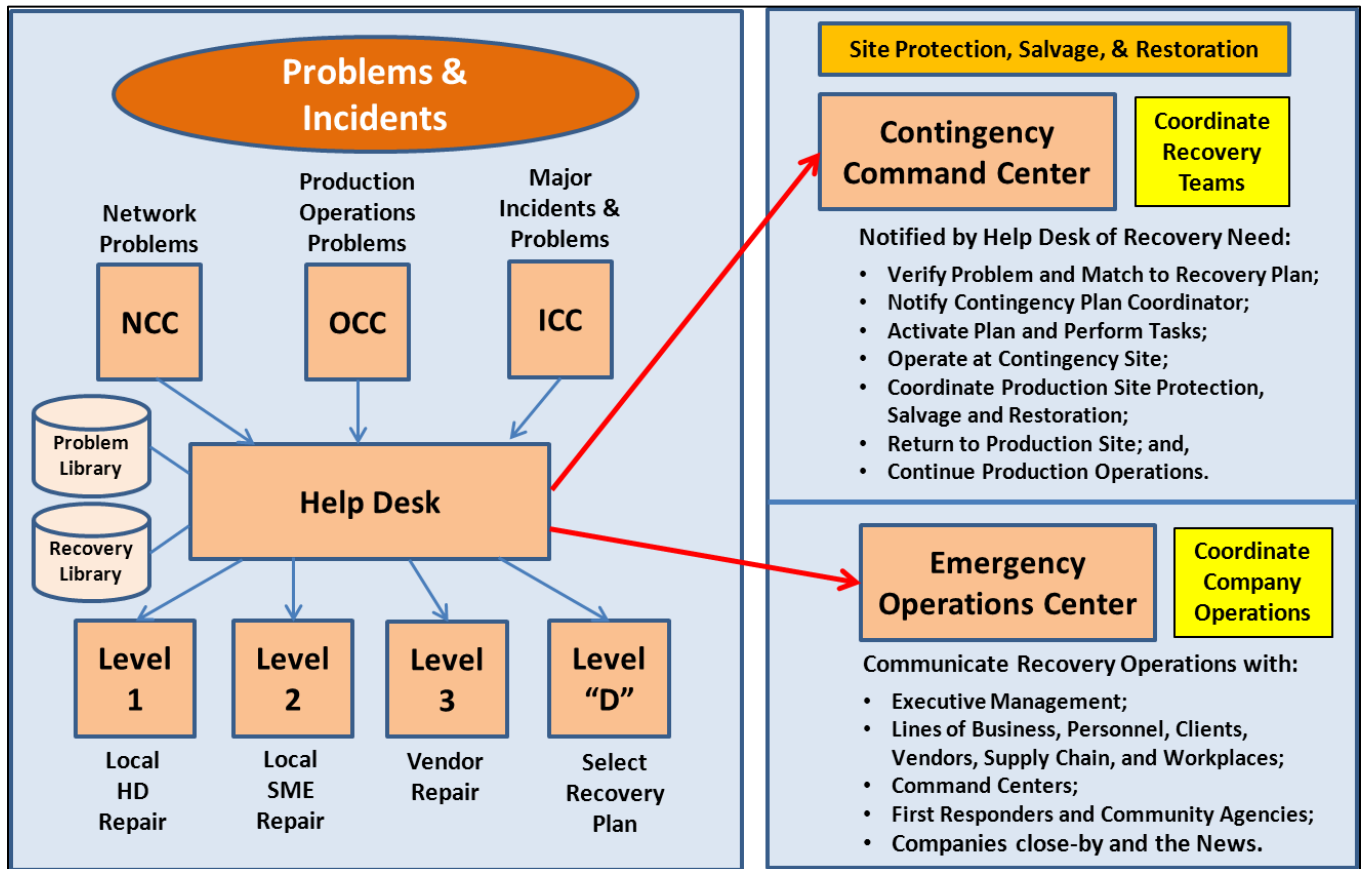 Problems &
Incidents
Network
Problems
Production
Operations
Problems
Major
Incidents &
Problems
NCC
OCC
ICC
Problem
Library
Recovery
Library
Help Desk
Level
1
Level
2
Level
3
Level
“D”
Local
HD
Repair
Local
SME
Repair
Vendor
Repair
Select
Recovery
Plan
Site Protection, Salvage, & Restoration
Contingency
Command Center
Coordinate
Recovery
Teams
Notified by Help Desk of Recovery Need:
• Verify Problem and Match to Recovery Plan;
• Notify Contingency Plan Coordinator;
• Activate Plan and Perform Tasks;
• Operate at Contingency Site;
• Coordinate Production Site Protection,
Salvage and Restoration;
• Return to Production Site; and,
• Continue Production Operations.
Emergency
Operations Center
Coordinate
Company
Operations
Communicate Recovery Operations with:
• Executive Management;
• Lines of Business, Personnel, Clients,
Vendors, Supply Chain, and Workplaces;
• Command Centers;
• First Responders and Community Agencies;
• Companies close-by and the News.